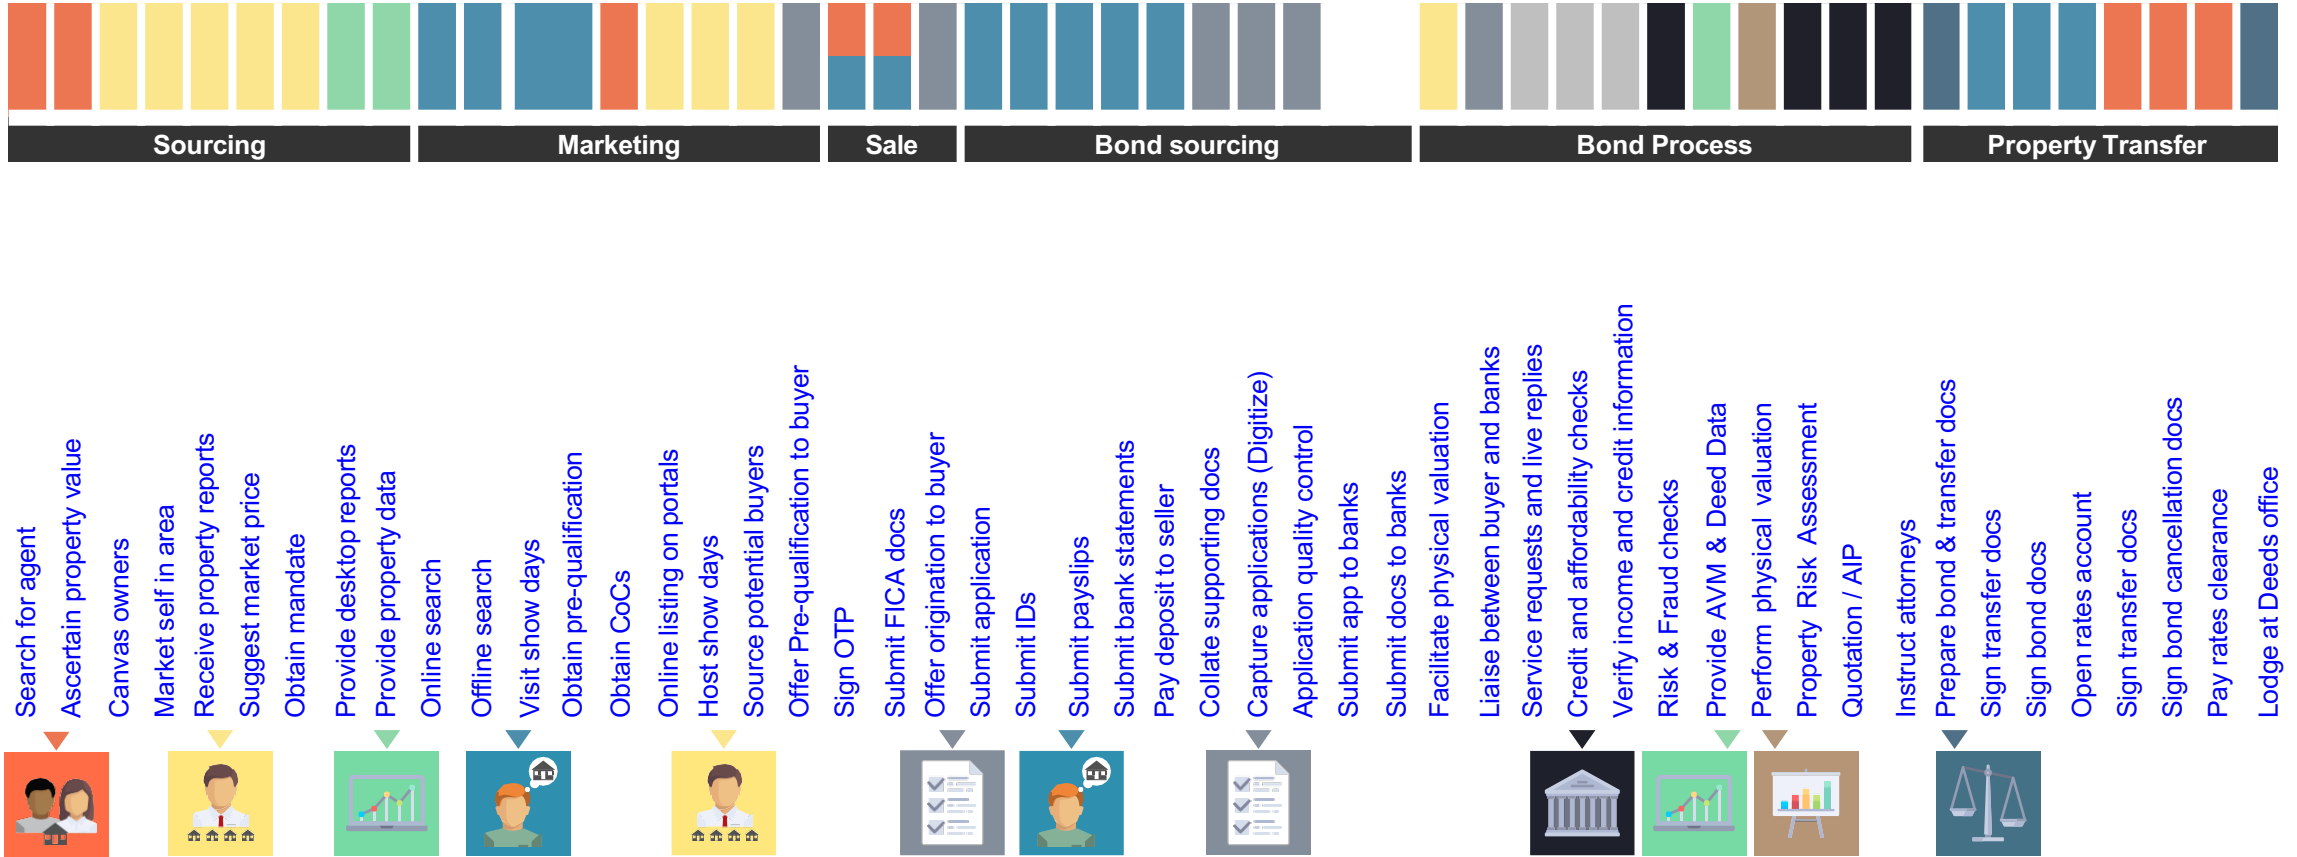 Sourcing
Marketing
Sale
Bond sourcing
Bond Process
Property Transfer
Search for agent
Ascertain property value
Canvas owners
Market self in area
Receive property reports
Suggest market price
Obtain mandate
Provide desktop reports
Provide property data
Online search
Offline search
Visit show days
Obtain pre-qualification
Obtain CoCs
Online listing on portals
Host show days
Source potential buyers
Offer Pre-qualification to buyer
Sign OTP
Submit FICA docs
Offer origination to buyer
Submit application
Submit IDs
Submit payslips
Submit bank statements
Pay deposit to seller
Collate supporting docs
Capture applications (Digitize)
Application quality control
Submit app to banks
Submit docs to banks
Facilitate physical valuation
Liaise between buyer and banks
Service requests and live replies
Credit and affordability checks
Verify income and credit information
Risk & Fraud checks
Provide AVM & Deed Data
Perform physical valuation
Property Risk Assessment
Quotation / AIP
Instruct attorneys
Prepare bond & transfer docs
Sign transfer docs
Sign bond docs
Open rates account
Sign transfer docs
Sign bond cancellation docs
Pay rates clearance
Lodge at Deeds office